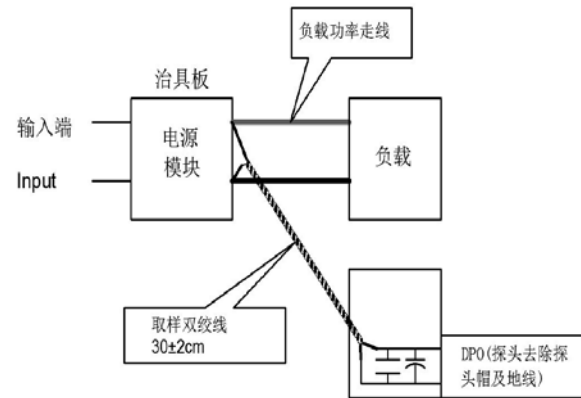 负载功率走线
治具板
输入端
Input
电源
模块
负载
取样双绞线
30±2cm
DPO(探头去除探
头帽及地线)